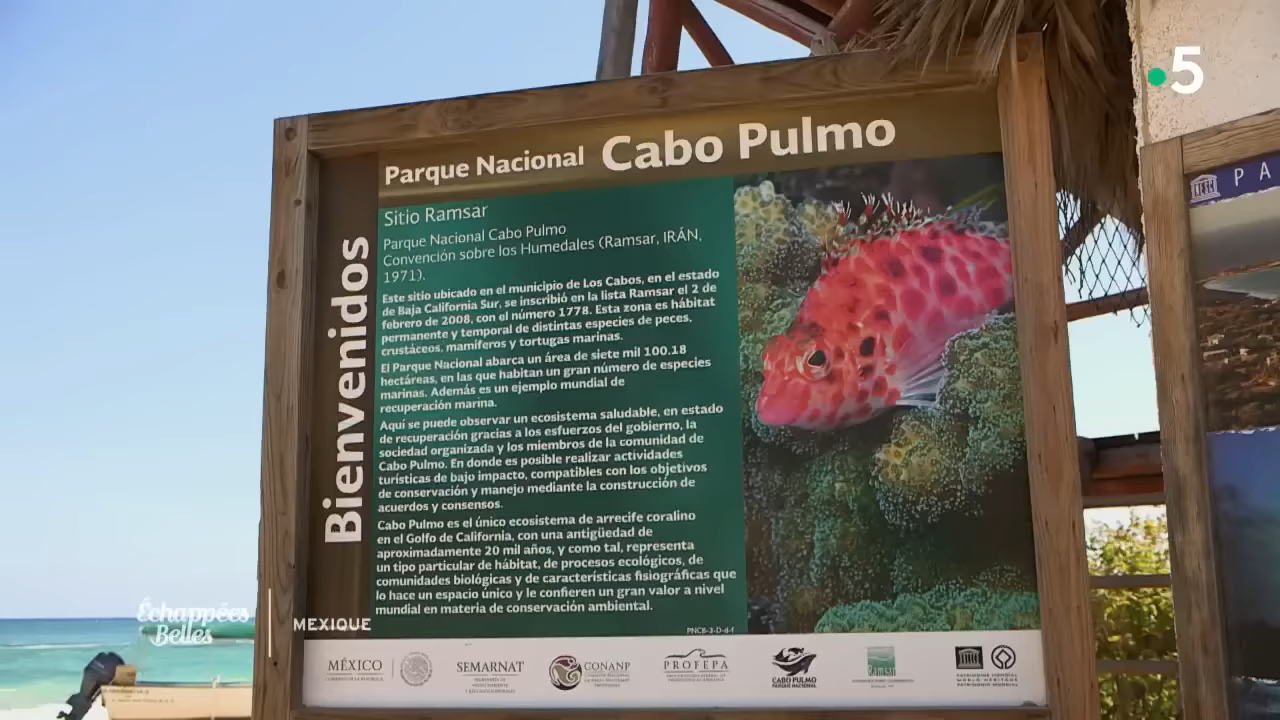 5
Parque Nacional Cabo Pulmo
Bienvenidos
Sitio Ramsar
Parque Nacional Cabo Pulmo
Convención sobre los Humedales (Ramsar, IRÁN,
1971).
Este sitio ubicado en el municipio de Los Cabos, en el estado
de Baja California Sur, se inscribió en la lista Ramsar el 2 de
febrero de 2008, con el número 1778. Esta zona es hábitat
permanente y temporal de distintas especies de peces,
crustáceos, mamíferos y tortugas marinas.
El Parque Nacional abarca un área de siete mil 100.18
hectáreas, en las que habitan un gran número de especies
marinas. Además es un ejemplo mundial de
recuperación marina.
Aquí se puede observar un ecosistema saludable, en estado
de recuperación gracias a los esfuerzos del gobierno, la
sociedad organizada y los miembros de la comunidad de
Cabo Pulmo. En donde es posible realizar actividades
turísticas de bajo impacto, compatibles con los objetivos
de conservación y manejo mediante la construcción de
acuerdos y consensos.
Cabo Pulmo es el único ecosistema de arrecife coralino
en el Golfo de California, con una antigüedad de
aproximadamente 20 mil años, y como tal, representa
un tipo particular de hábitat, de procesos ecológicos, de
comunidades biológicas y de características fisiográficas que
lo hace un espacio único y le confieren un gran valor a nivel
mundial en materia de conservación ambiental.
MÉXICO
SEMARNAT
CONANP
PROFEPA
CABO PULMO
PARQUE NACIONAL
Ramsar
PATRIMOINE MONDIAL
WORLD HERITAGE
PATRIMONIO MUNDIAL
UNESCO
PA
Échappées
Belles
MEXIQUE